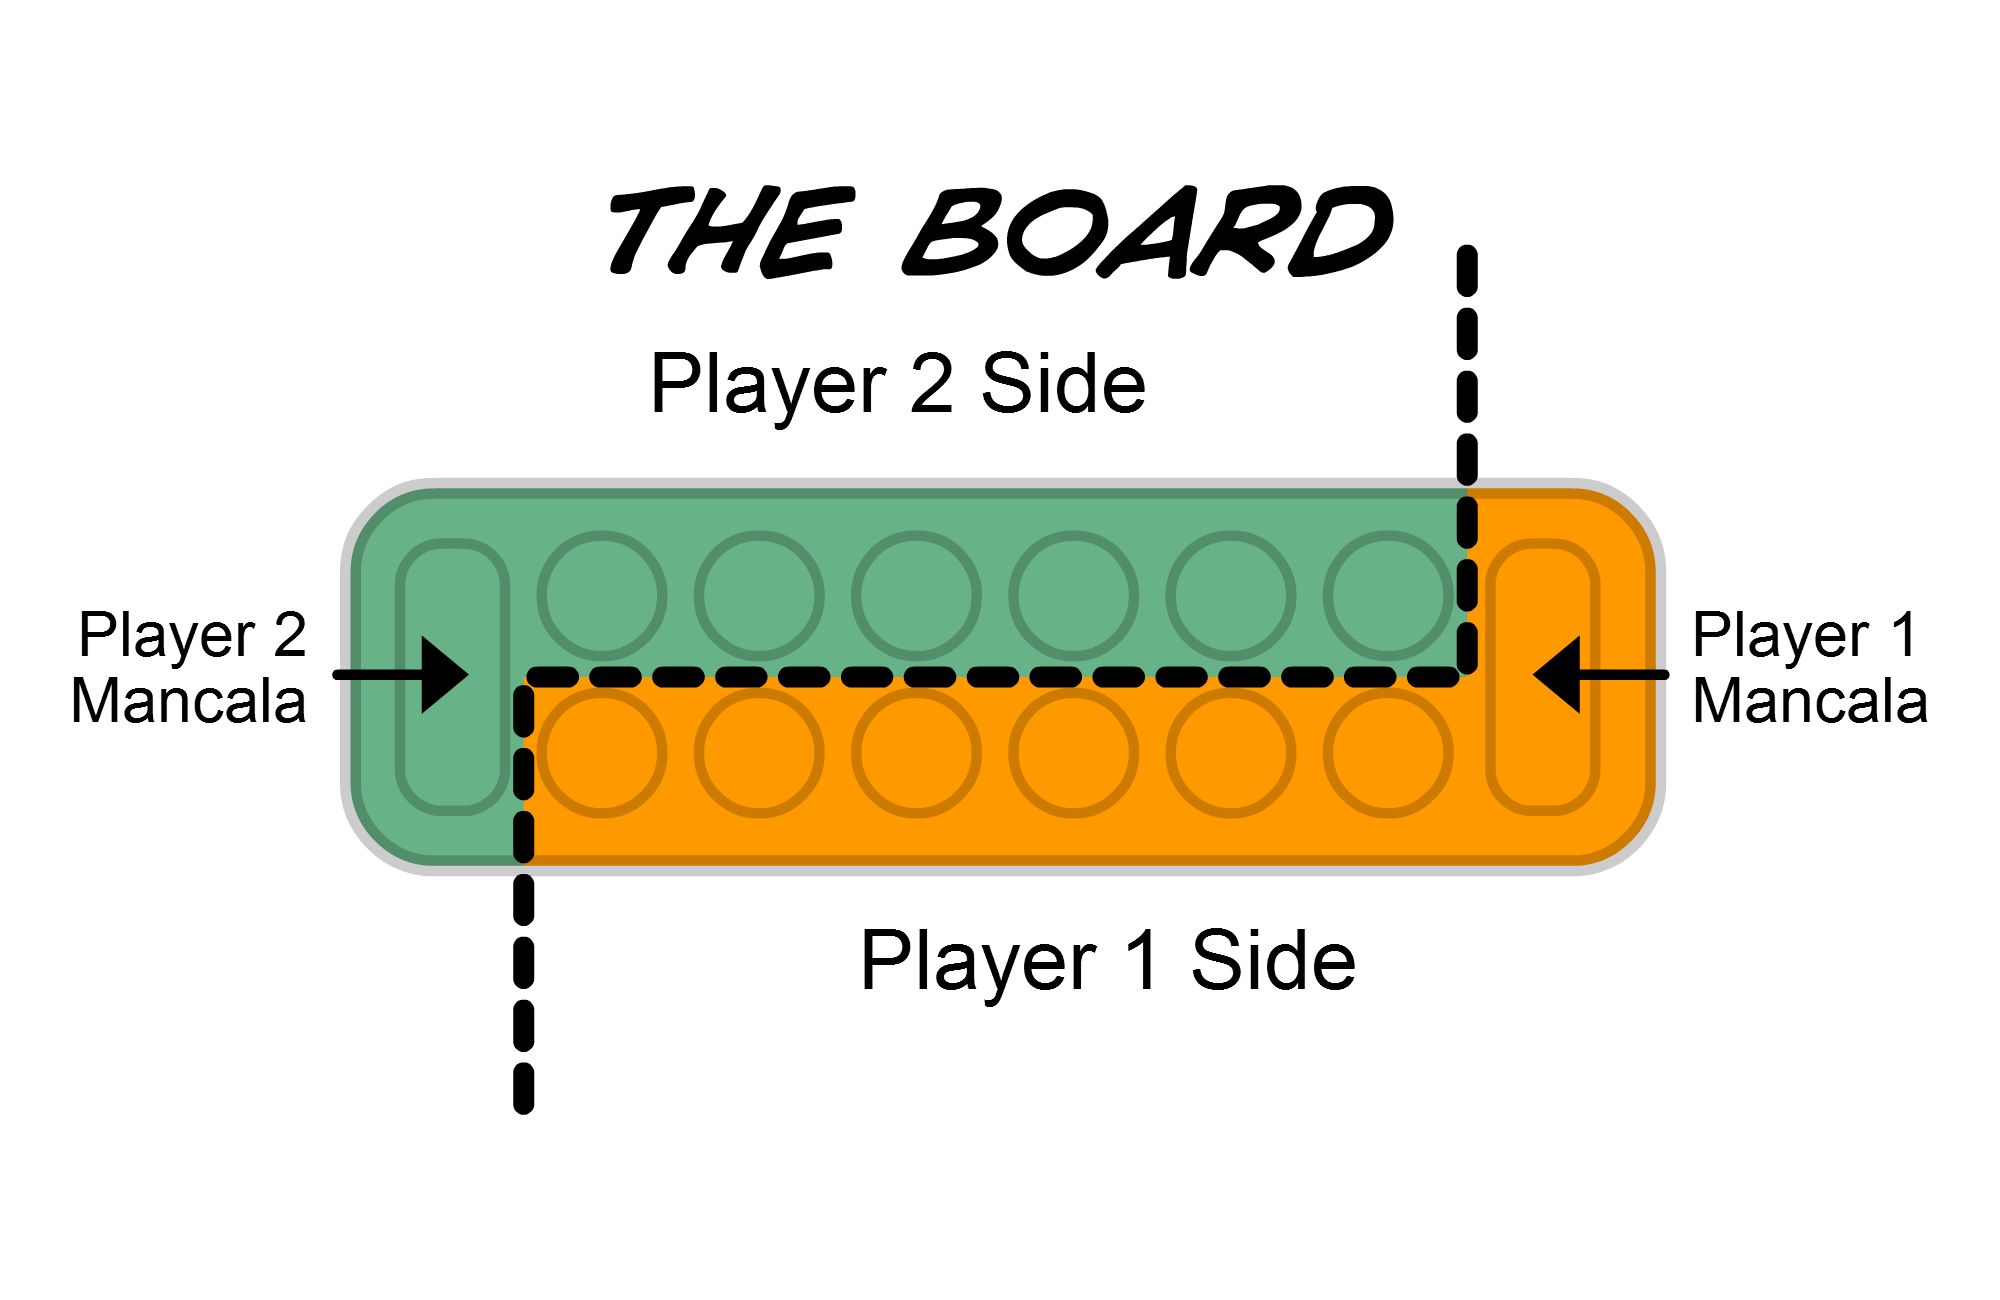 THE BOARD
Player 2 Side
Player 2
Mancala
Player 1
Mancala
Player 1 Side